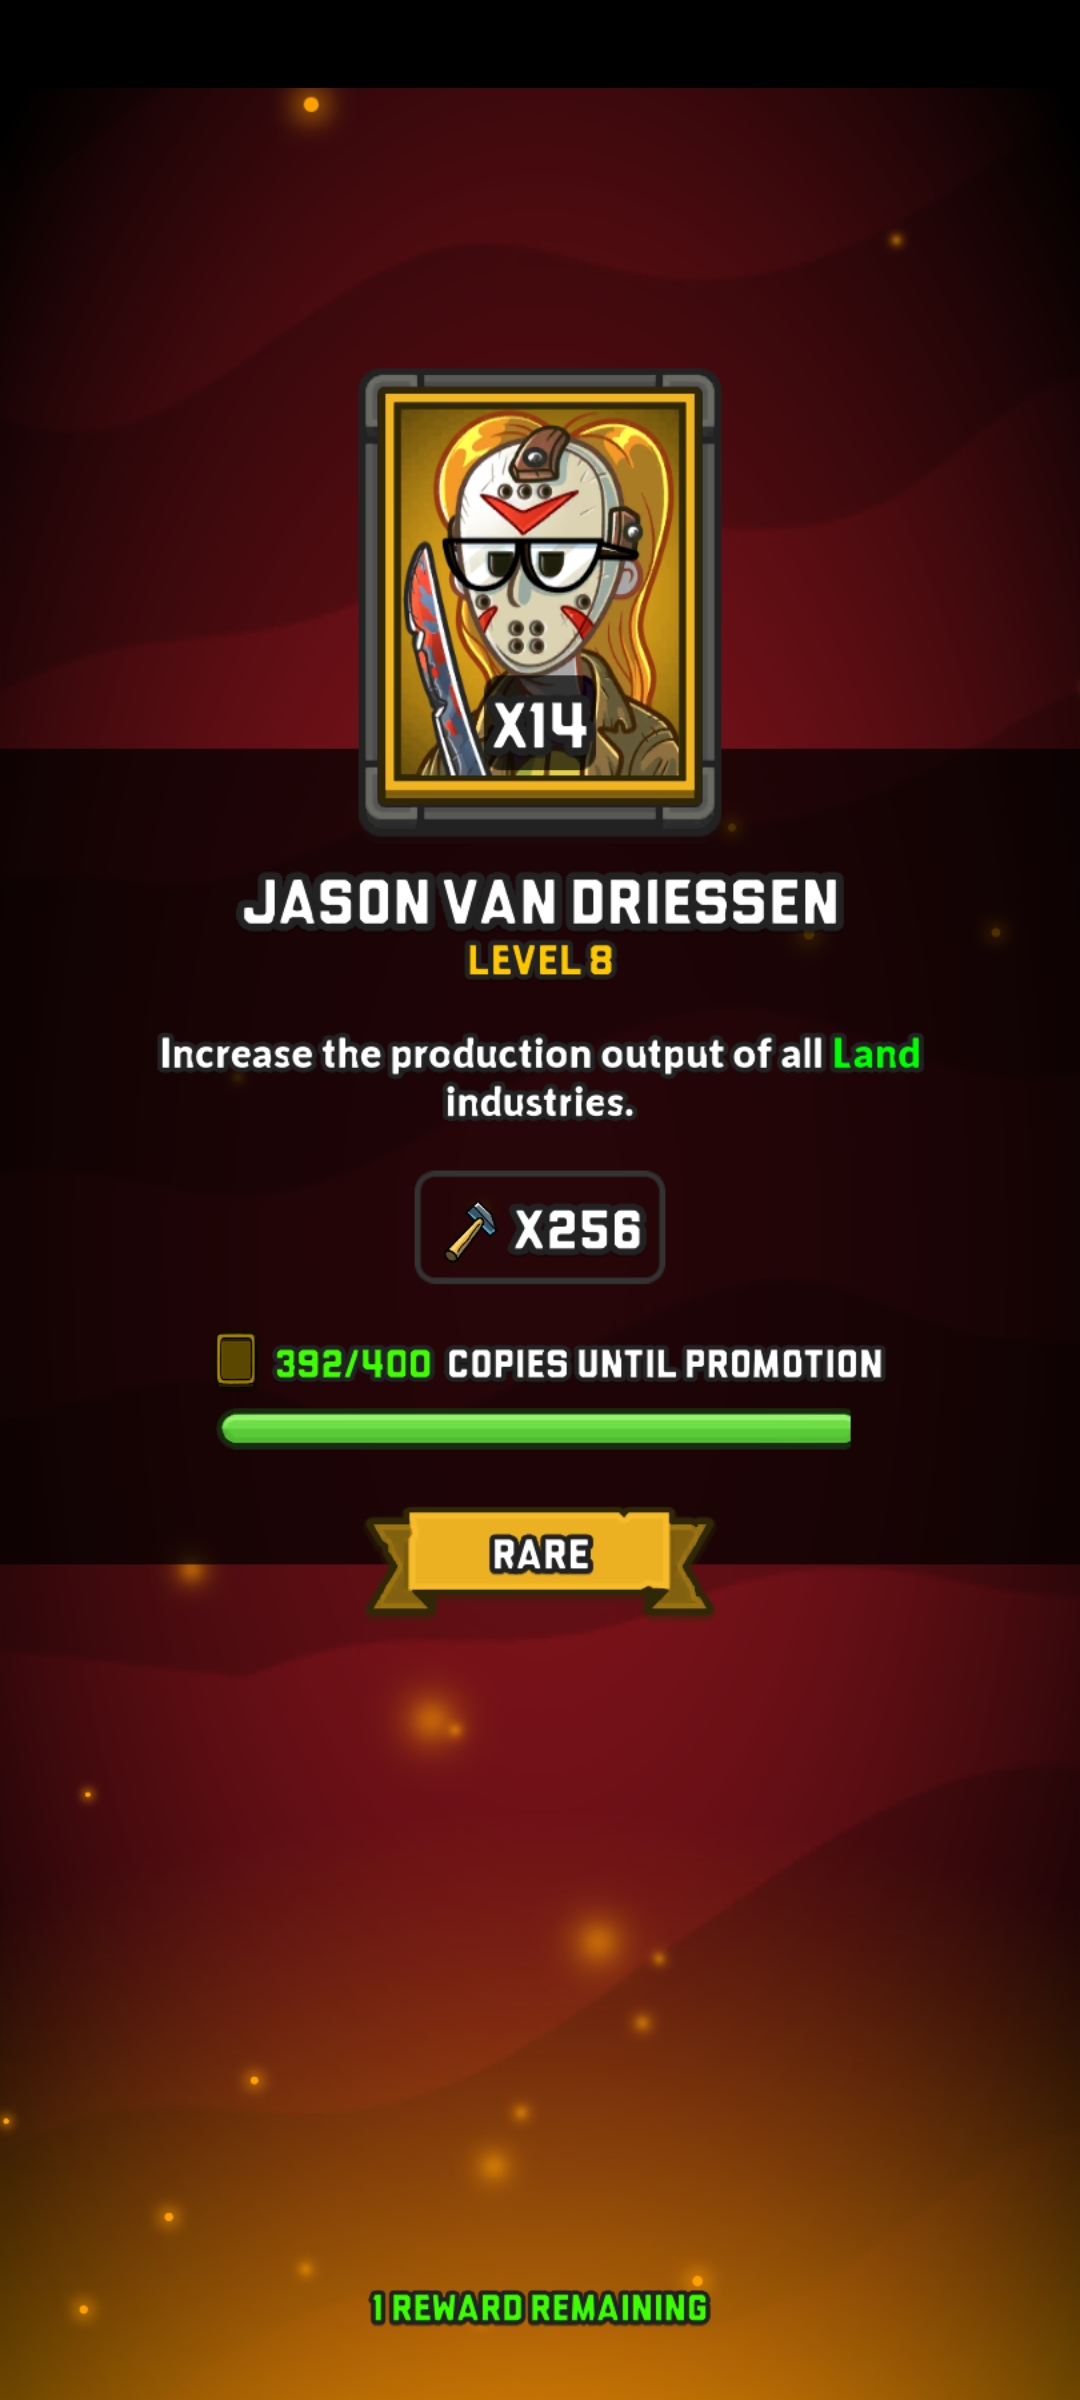 X14
JASON VAN DRIESSEN
LEVEL 8
Increase the production output of all Land
industries.
X256
392/400 COPIES UNTIL PROMOTION
RARE
1 REWARD REMAINING